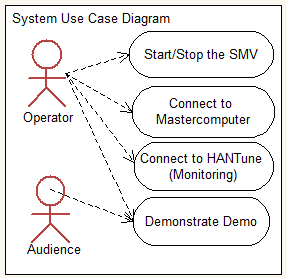 System Use Case Diagram
Start/Stop the SMV
Operator
Connect to
Mastercomputer
Connect to HANTune
(Monitoring)
Demonstrate Demo
Audience